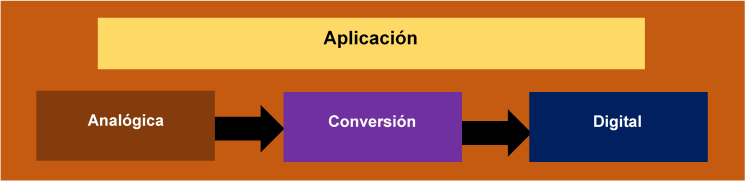 Aplicación
Analógica
Conversión
Digital